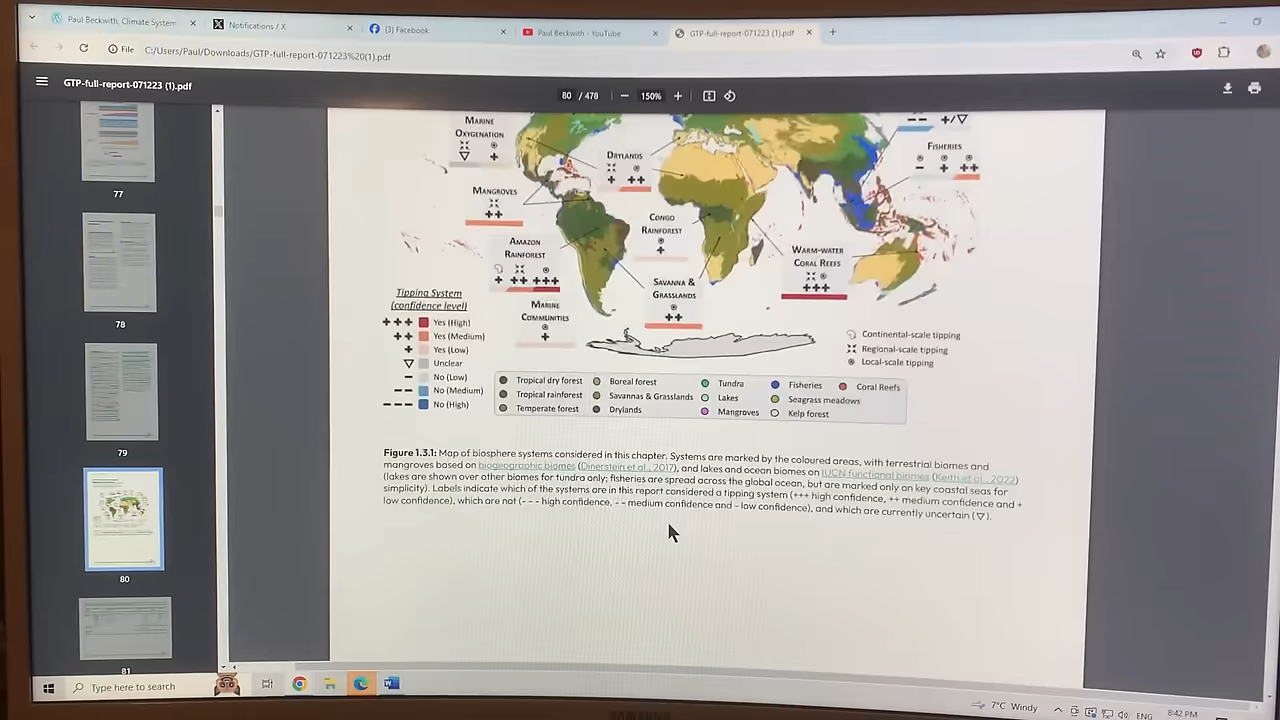 Paul Beckwith, Climate System
Notifications / X
(3) Facebook
Paul Beckwith - YouTube
GTP-full-report-071223 (1).pdf
File
C:/Users/Paul/Downloads/GTP-full-report-071223%20(1).pdf
GTP-full-report-071223 (1).pdf
80 / 478
150%
77
78
79
80
81
MARINE
OXYGENATION
▽ +
DRYLANDS
+ ++
-- +/▽
FISHERIES
- + ++
MANGROVES
++
CONGO
RAINFOREST
+
AMAZON
RAINFOREST
+ ++ +++
WARM-WATER
CORAL REEFS
+++
SAVANNA &
GRASSLANDS
++
MARINE
COMMUNITIES
+
Tipping System
(confidence level)
+++ Yes (High)
++ Yes (Medium)
+ Yes (Low)
▽ Unclear
- No (Low)
-- No (Medium)
--- No (High)
Continental-scale tipping
Regional-scale tipping
Local-scale tipping
Tropical dry forest
Boreal forest
Tundra
Fisheries
Coral Reefs
Tropical rainforest
Savannas & Grasslands
Lakes
Seagrass meadows
Temperate forest
Drylands
Mangroves
Kelp forest
Figure 1.3.1: Map of biosphere systems considered in this chapter. Systems are marked by the coloured areas, with terrestrial biomes and
mangroves based on biogeographic biomes (Dinerstein et al., 2017), and lakes and ocean biomes on IUCN functional biomes (Keith et al., 2022)
(lakes are shown over other biomes for tundra only; fisheries are spread across the global ocean, but are marked only on key coastal seas for
simplicity). Labels indicate which of the systems are in this report considered a tipping system (+++ high confidence, ++ medium confidence and +
low confidence), which are not (- - - high confidence, - - medium confidence and - low confidence), and which are currently uncertain (▽).
Type here to search
7°C Windy
ENG
8:42 PM